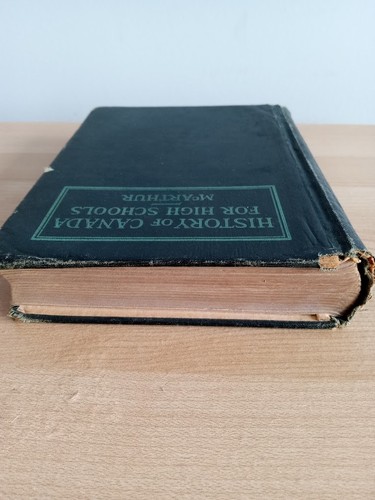 HISTORY OF CANADA
FOR HIGH SCHOOLS
McARTHUR